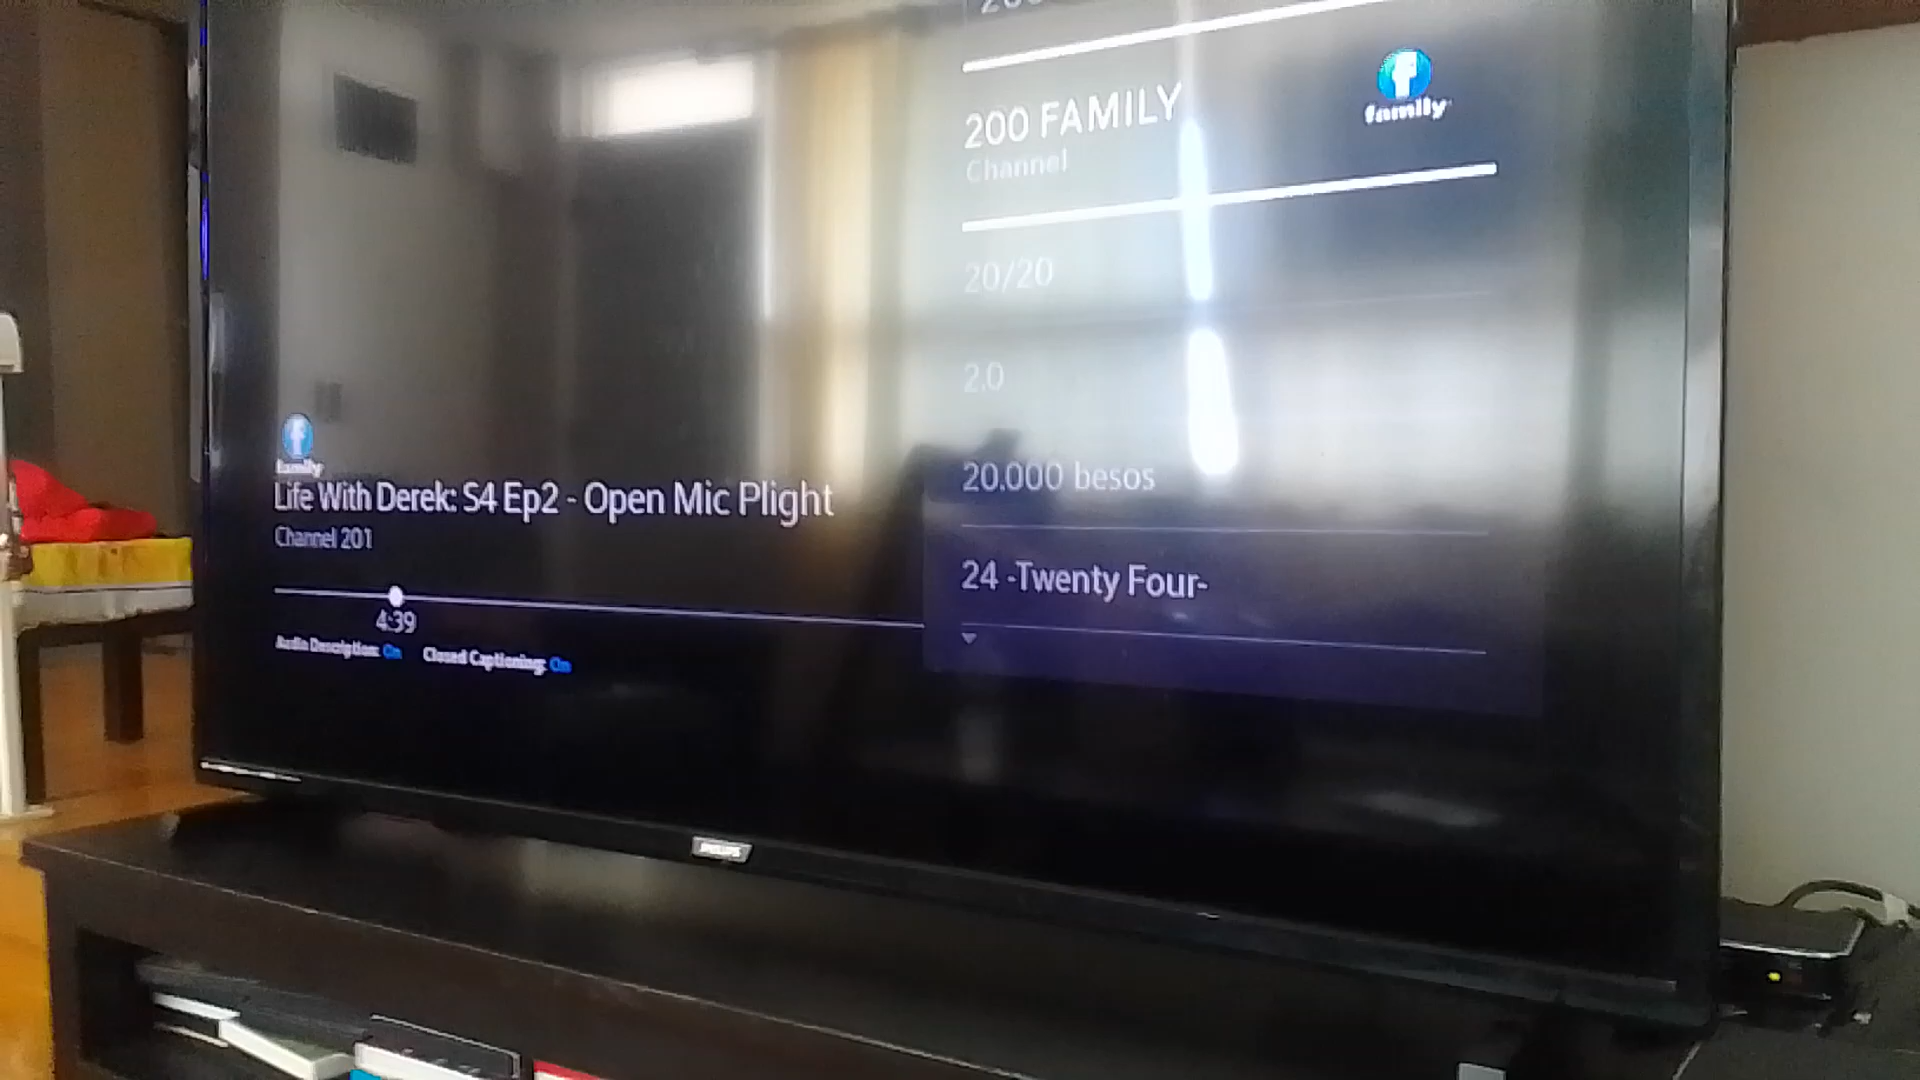 200 FAMILY
Channel
family
20/20
2.0
20.000 besos
24 -Twenty Four-
family
Life With Derek: S4 Ep2 - Open Mic Plight
Channel 201
4:39
Audio Description: On Closed Captioning: On
PHILIPS